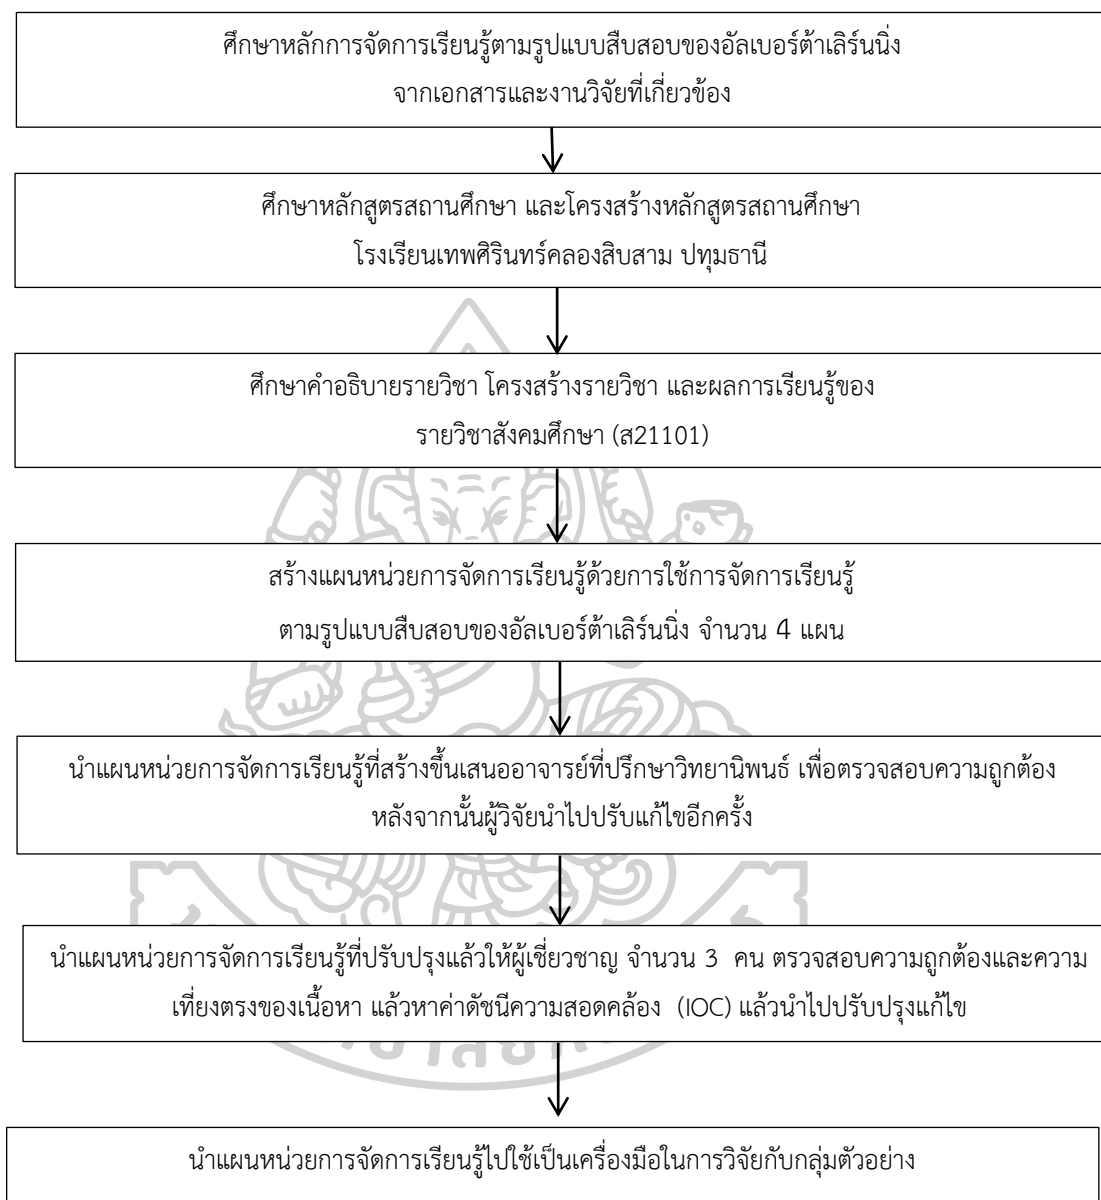 ศึกษาหลักการจัดการเรียนรู้ตามรูปแบบสืบสอบของอัลเบอร์ต้าเลิร์นนิ่ง
จากเอกสารและงานวิจัยที่เกี่ยวข้อง
ศึกษาหลักสูตรสถานศึกษา และโครงสร้างหลักสูตรสถานศึกษา
โรงเรียนเทพศิรินทร์คลองสิบสาม ปทุมธานี
ศึกษาคำอธิบายรายวิชา โครงสร้างรายวิชา และผลการเรียนรู้ของ
รายวิชาสังคมศึกษา (ส21101)
สร้างแผนหน่วยการจัดการเรียนรู้ด้วยการใช้การจัดการเรียนรู้
ตามรูปแบบสืบสอบของอัลเบอร์ต้าเลิร์นนิ่ง จำนวน 4 แผน
นำแผนหน่วยการจัดการเรียนรู้ที่สร้างขึ้นเสนออาจารย์ที่ปรึกษาวิทยานิพนธ์ เพื่อตรวจสอบความถูกต้อง
หลังจากนั้นผู้วิจัยนำไปปรับแก้ไขอีกครั้ง
นำแผนหน่วยการจัดการเรียนรู้ที่ปรับปรุงแล้วให้ผู้เชี่ยวชาญ จำนวน 3 คน ตรวจสอบความถูกต้องและความ
เที่ยงตรงของเนื้อหา แล้วหาค่าดัชนีความสอดคล้อง (IOC) แล้วนำไปปรับปรุงแก้ไข
นำแผนหน่วยการจัดการเรียนรู้ไปใช้เป็นเครื่องมือในการวิจัยกับกลุ่มตัวอย่าง